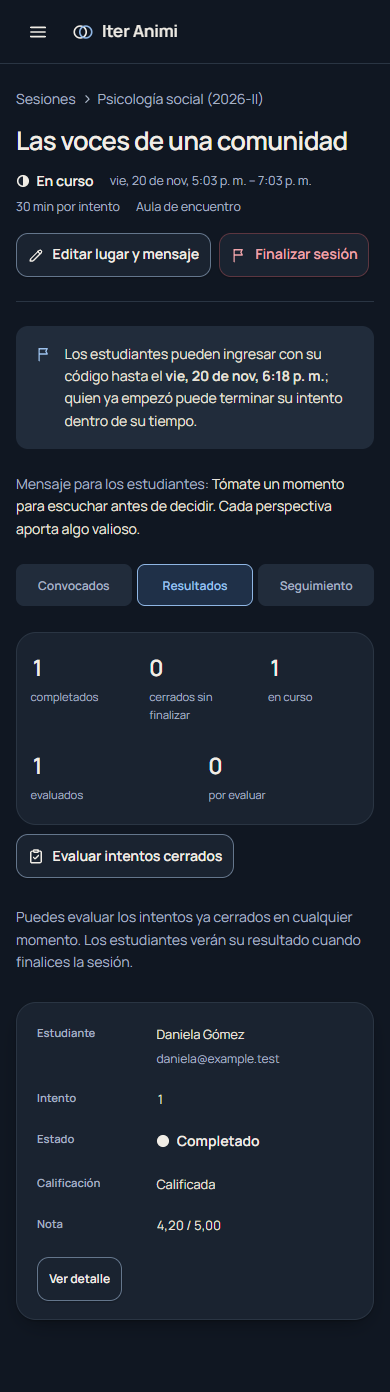 Iter Animi
Sesiones > Psicología social (2026-II)
Las voces de una comunidad
En curso vie, 20 de nov, 5:03 p. m. – 7:03 p. m.
30 min por intento Aula de encuentro
Editar lugar y mensaje Finalizar sesión
Los estudiantes pueden ingresar con su
código hasta el vie, 20 de nov, 6:18 p. m.;
quien ya empezó puede terminar su intento
dentro de su tiempo.
Mensaje para los estudiantes: Tómate un momento
para escuchar antes de decidir. Cada perspectiva
aporta algo valioso.
Convocados Resultados Seguimiento
1 0 1
completados cerrados sin en curso
finalizar
1 0
evaluados por evaluar
Evaluar intentos cerrados
Puedes evaluar los intentos ya cerrados en cualquier
momento. Los estudiantes verán su resultado cuando
finalices la sesión.
Estudiante Daniela Gómez
daniela@example.test
Intento 1
Estado Completado
Calificación Calificada
Nota 4,20 / 5,00
Ver detalle